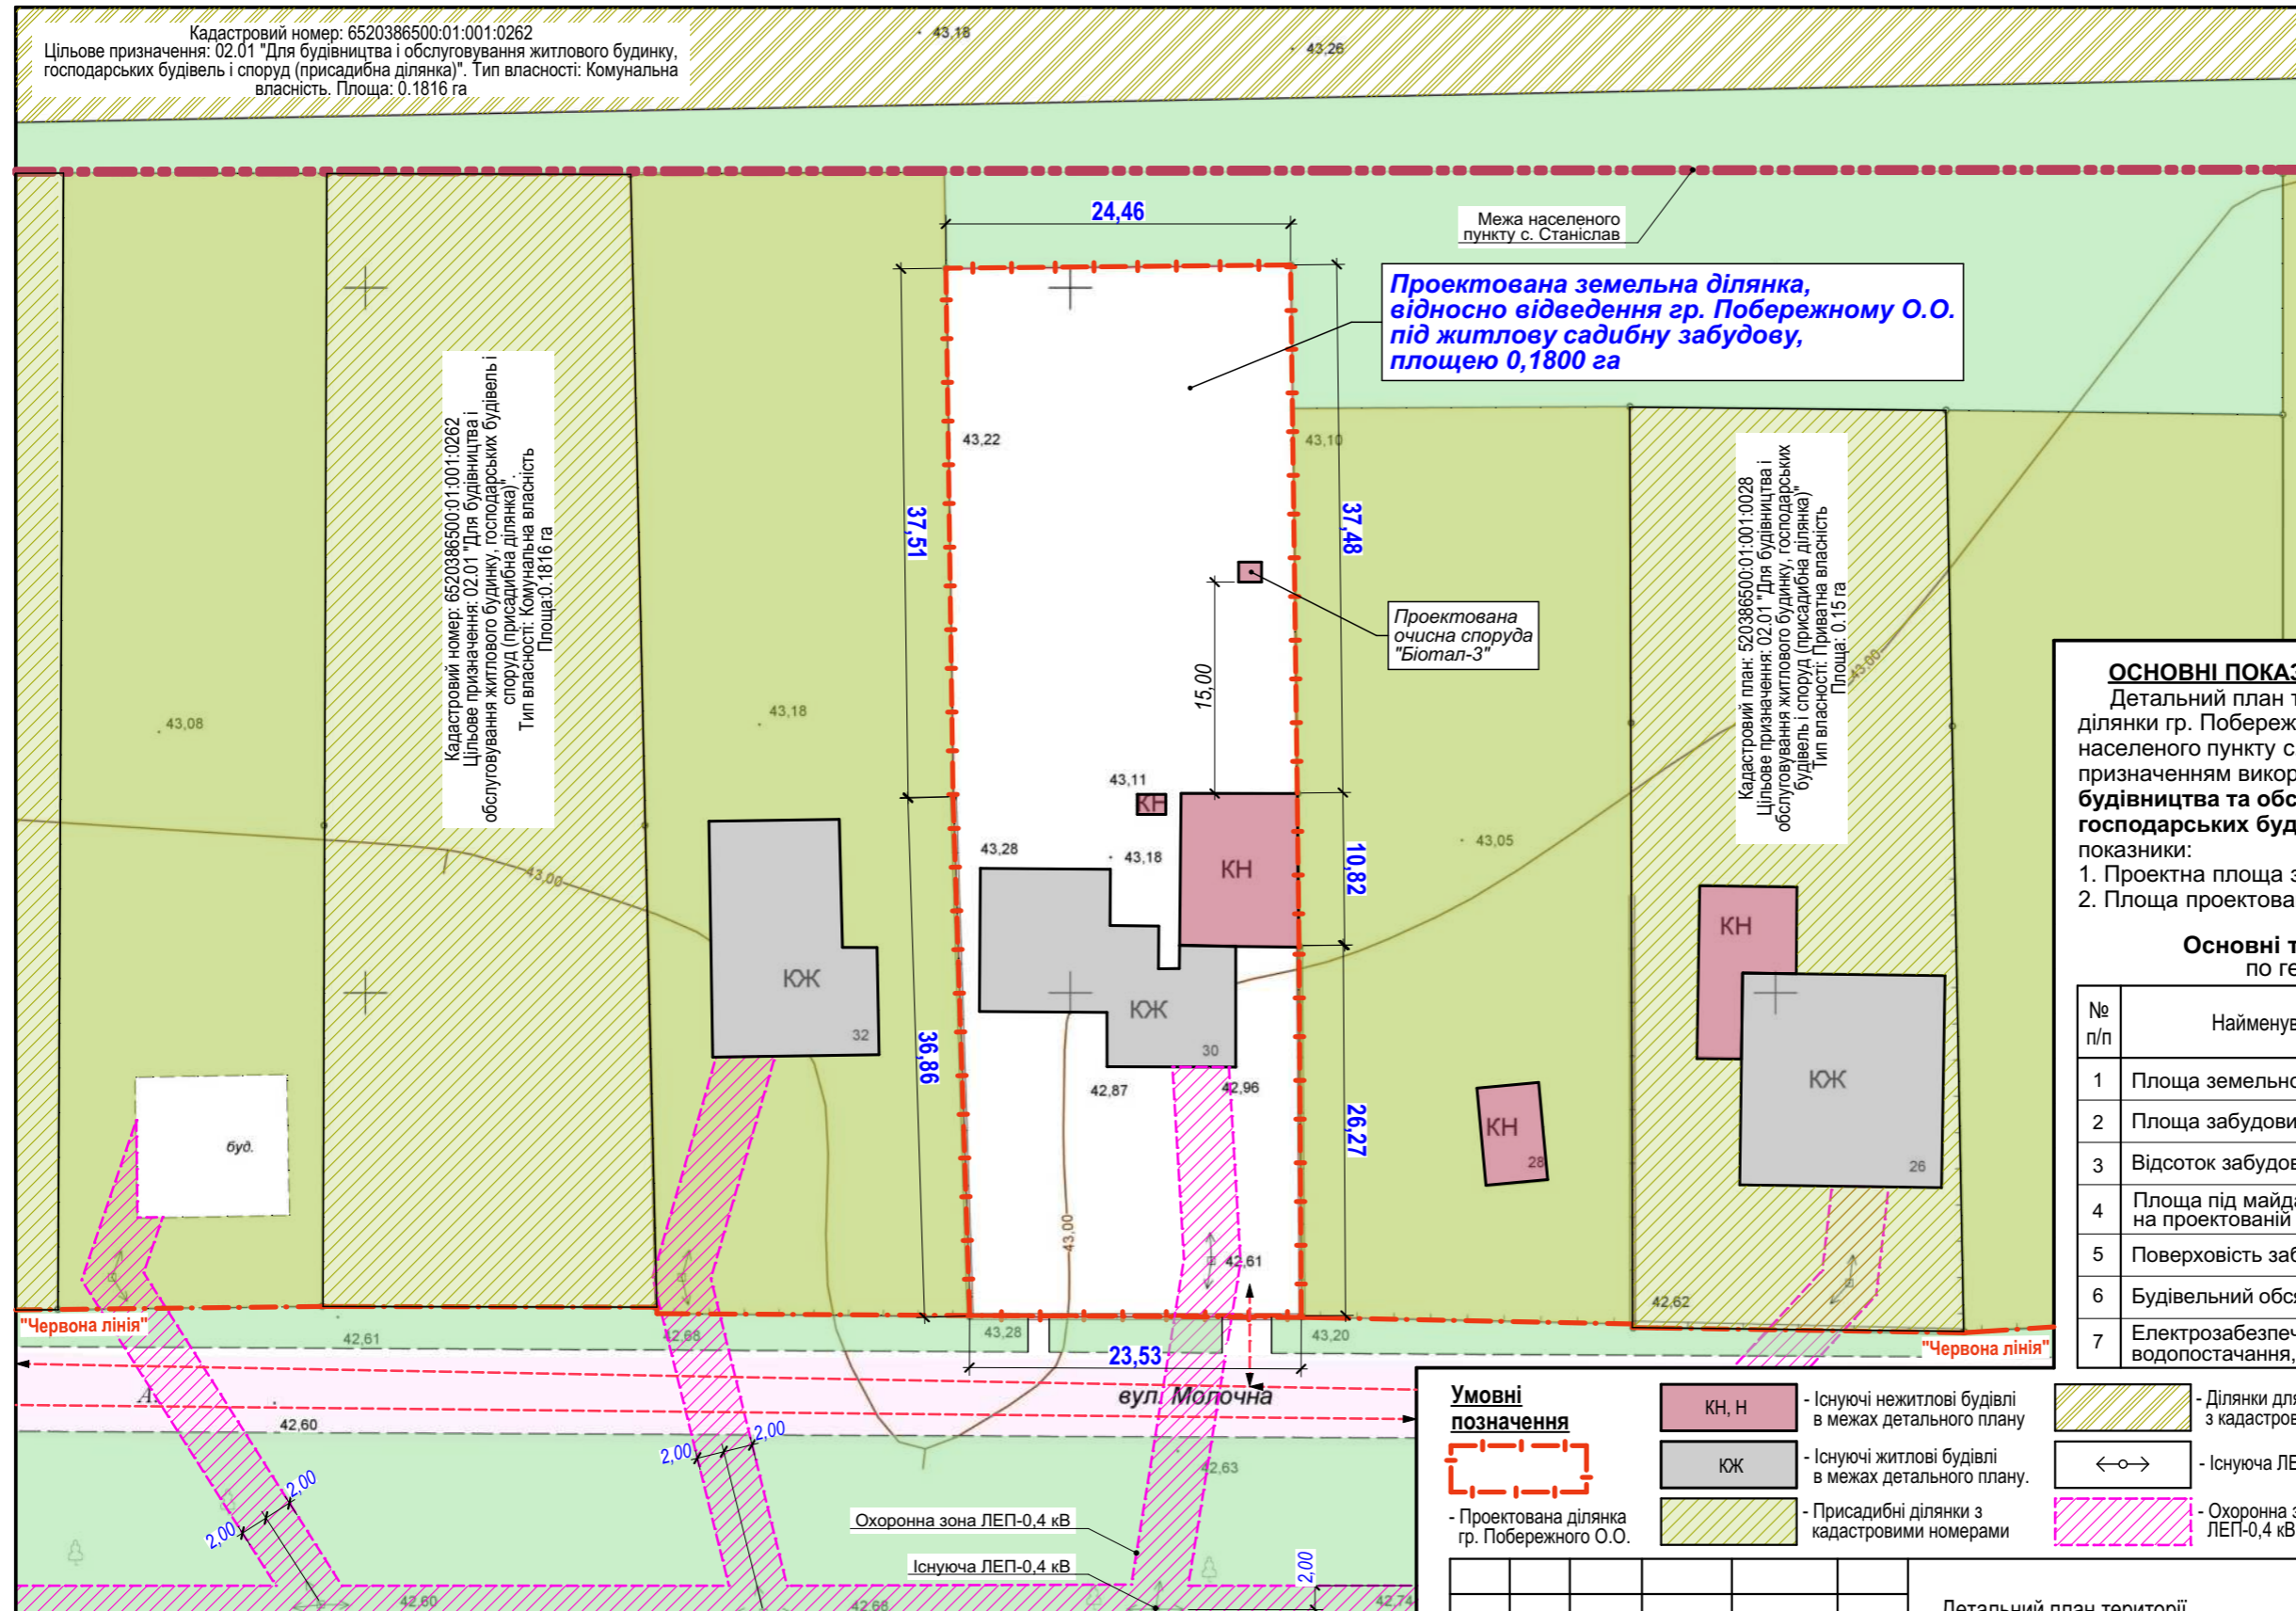 Кадастровий номер: 6520386500:01:001:0262
Цільове призначення: 02.01 "Для будівництва і обслуговування житлового будинку,
господарських будівель і споруд (присадибна ділянка)". Тип власності: Комунальна
власність. Площа: 0.1816 га
43,18
43,26
24,46
Межа населеного
пункту с. Станіслав
Проектована земельна ділянка,
відносно відведення гр. Побережному О.О.
під житлову садибну забудову,
площею 0,1800 га
Кадастровий номер: 6520386500:01:001:0262
Цільове призначення: 02.01 "Для будівництва і
обслуговування житлового будинку, господарських будівель і
споруд (присадибна ділянка)".
Тип власності: Комунальна власність
Площа:0.1816 га
43,22
43,10
37,51
37,48
Проектована
очисна споруда
"Біотал-3"
15,00
Кадастровий план: 520386500:01:001:0028
Цільове призначення: 02.01 "Для будівництва і
обслуговування житлового будинку, господарських
будівель і споруд (присадибна ділянка)"
Тип власності: Приватна власність
Площа: 0.15 га
43,00
43,08
43,18
43,11
КН
43,28
43,18
КН
10,82
43,05
43,00
КН
КЖ
32
КЖ
30
КЖ
26
36,86
42,87
42,96
26,27
КН
28
буд.
43,00
42,61
42,62
"Червона лінія"
42,61
42,68
43,28
43,20
"Червона лінія"
23,53
А.
вул. Молочна
42,60
2,00
2,00
42,63
2,00
2,00
Охоронна зона ЛЕП-0,4 кВ
Існуюча ЛЕП-0,4 кВ
2,00
42,60
42,68
42,74
ОСНОВНІ ПОКАЗ
Детальний план т
ділянки гр. Побереж
населеного пункту с
призначенням викор
будівництва та обс
господарських буд
показники:
1. Проектна площа з
2. Площа проектова
Основні т
по ге
№
п/п
Найменув
1 Площа земельно
2 Площа забудови
3 Відсоток забудов
4 Площа під майда
на проектованій
5 Поверховість заб
6 Будівельний обся
7 Електрозабезпеч
водопостачання,
Умовні
позначення
- Проектована ділянка
гр. Побережного О.О.
КН, Н
- Існуючі нежитлові будівлі
в межах детального плану
КЖ
- Існуючі житлові будівлі
в межах детального плану.
- Присадибні ділянки з
кадастровими номерами
- Ділянки для
з кадастров
- Існуюча ЛЕ
- Охоронна з
ЛЕП-0,4 кВ
Детальний план території